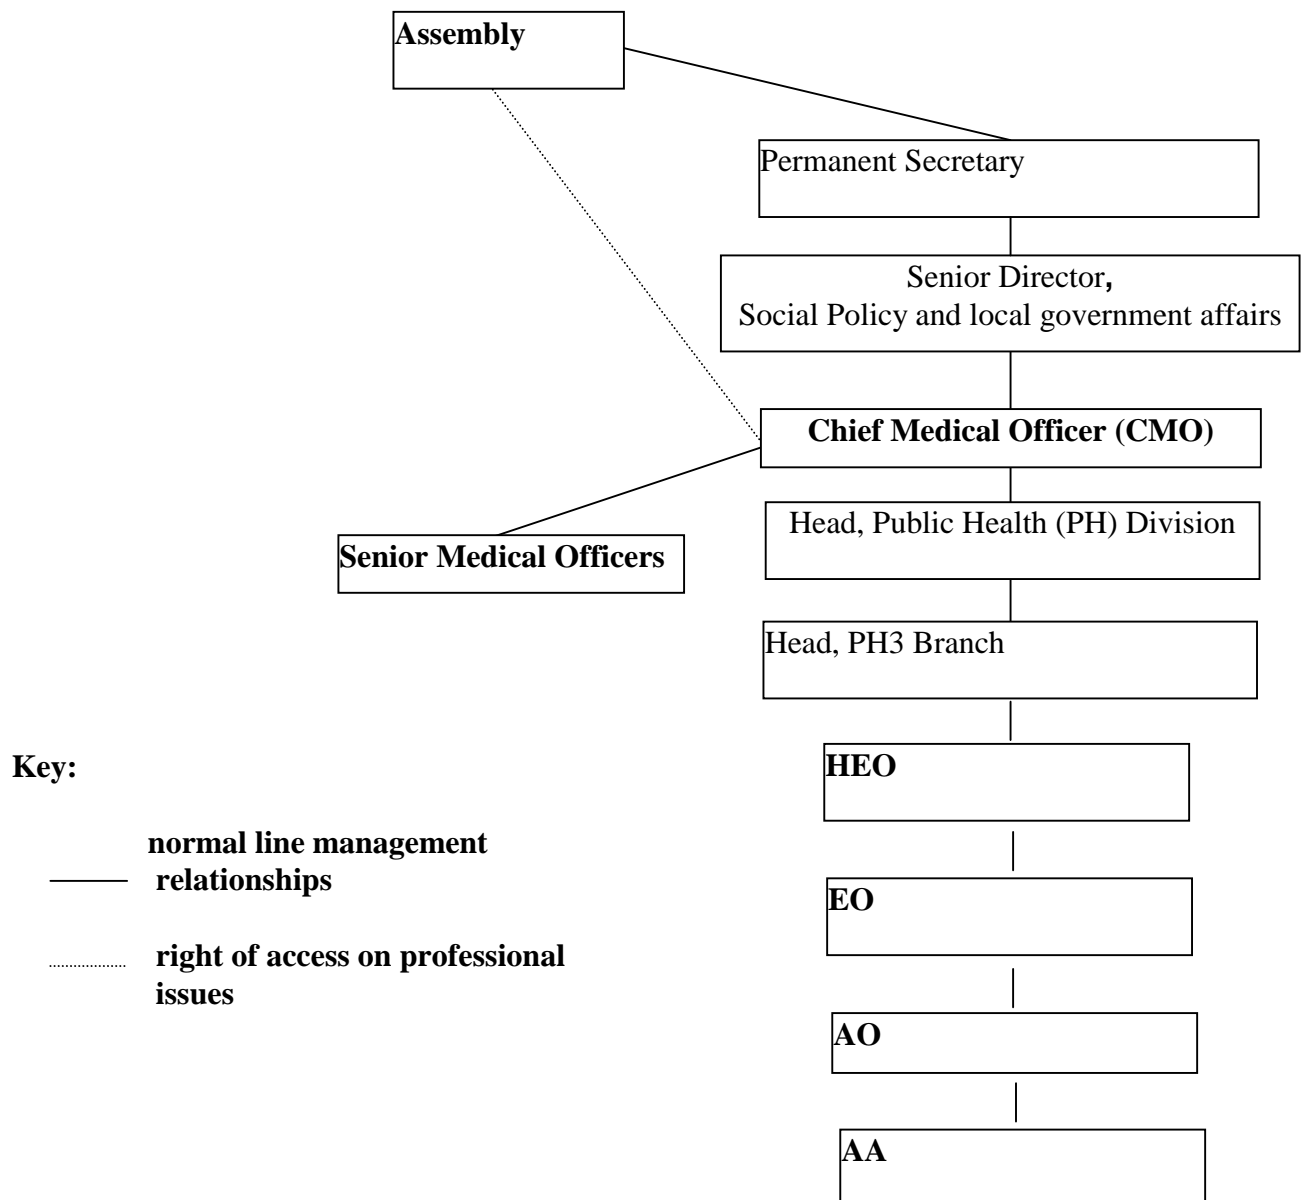 Assembly
Permanent Secretary
Senior Director,
Social Policy and local government affairs
Chief Medical Officer (CMO)
Head, Public Health (PH) Division
Senior Medical Officers
Head, PH3 Branch
HEO
Key:
normal line management
relationships
EO
right of access on professional
issues
AO
AA